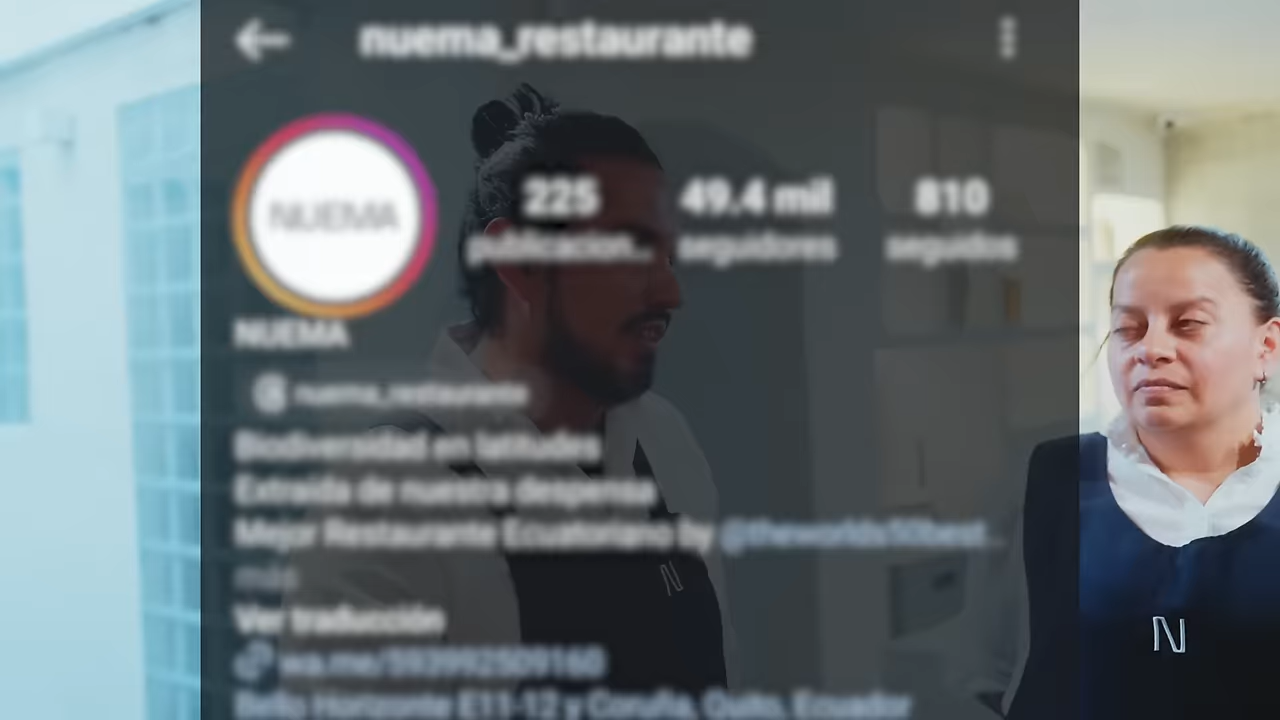 nuema_restaurante
NUEMA
225 49.4 mil 810
publicacion... seguidores seguidos
NUEMA
@ nuema_restaurante
Biodiversidad en latitudes
Extraída de nuestra despensa
Mejor Restaurante Ecuatoriano by @theworlds50best...
más
Ver traducción
wa.me/593992509160
Bello Horizonte E11-12 y Coruña, Quito, Ecuador
N
N